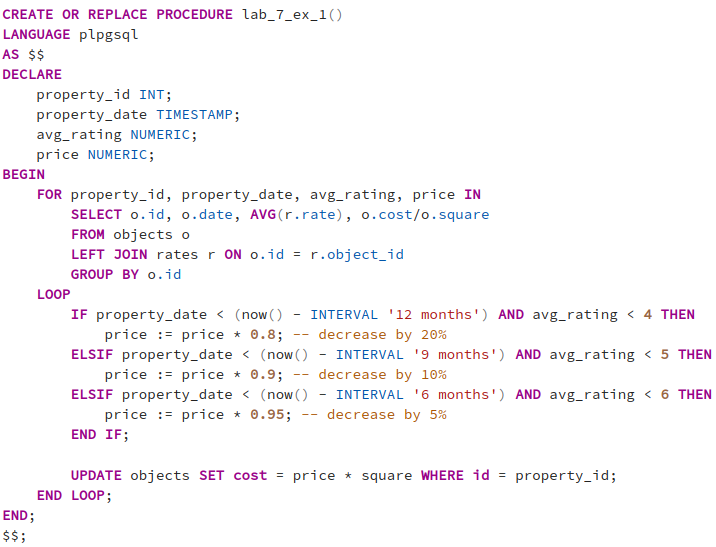 CREATE OR REPLACE PROCEDURE lab_7_ex_1()
LANGUAGE plpgsql
AS $$
DECLARE
    property_id INT;
    property_date TIMESTAMP;
    avg_rating NUMERIC;
    price NUMERIC;
BEGIN
    FOR property_id, property_date, avg_rating, price IN
        SELECT o.id, o.date, AVG(r.rate), o.cost/o.square
        FROM objects o
        LEFT JOIN rates r ON o.id = r.object_id
        GROUP BY o.id
    LOOP
        IF property_date < (now() - INTERVAL '12 months') AND avg_rating < 4 THEN
            price := price * 0.8; -- decrease by 20%
        ELSIF property_date < (now() - INTERVAL '9 months') AND avg_rating < 5 THEN
            price := price * 0.9; -- decrease by 10%
        ELSIF property_date < (now() - INTERVAL '6 months') AND avg_rating < 6 THEN
            price := price * 0.95; -- decrease by 5%
        END IF;

        UPDATE objects SET cost = price * square WHERE id = property_id;
    END LOOP;
END;
$$;